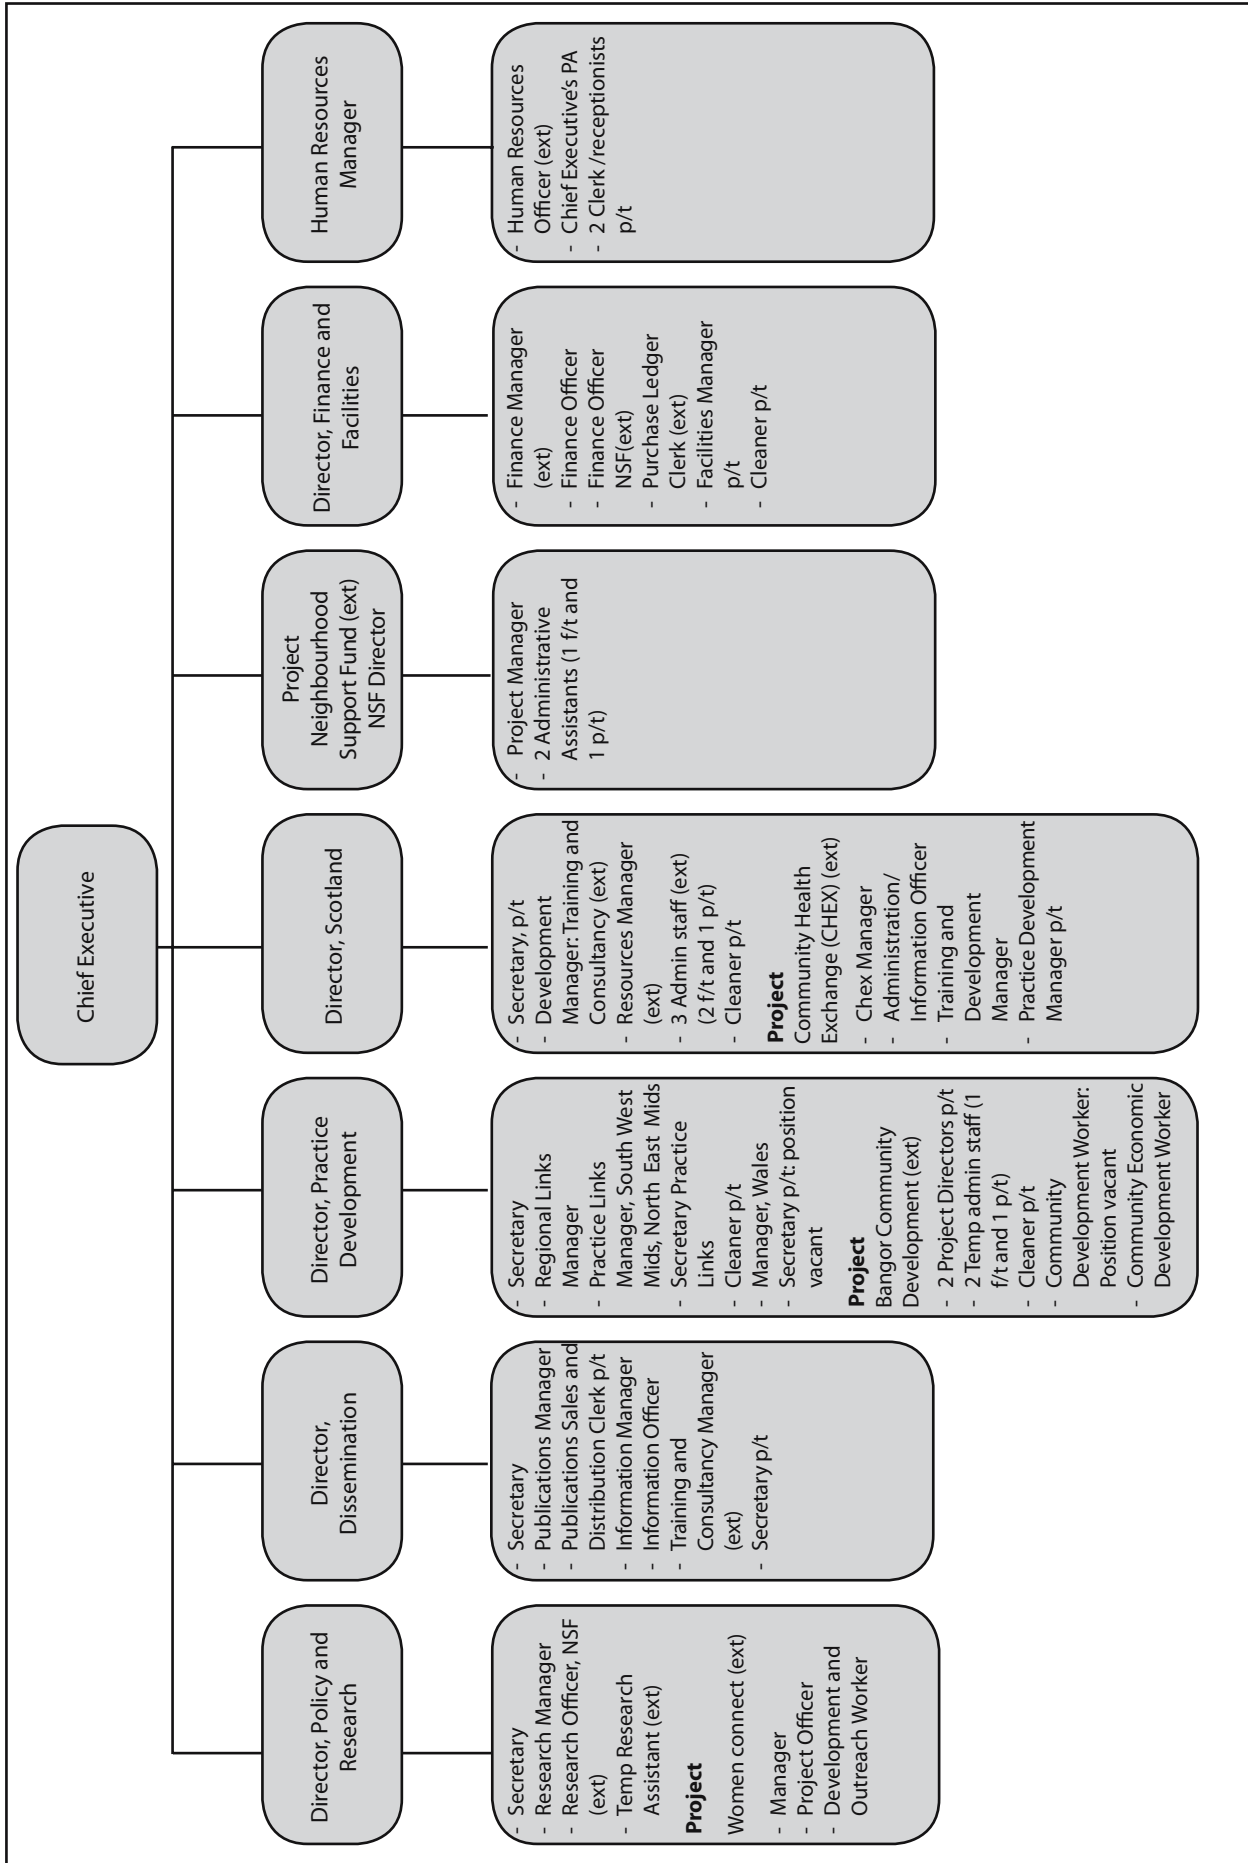 Chief Executive
Director, Policy and
Research
Director,
Dissemination
Director, Practice
Development
Director, Scotland
Project
Neighbourhood
Support Fund (ext)
NSF Director
Director, Finance and
Facilities
Human Resources
Manager
- Secretary
- Research Manager
- Research Officer, NSF
(ext)
- Temp Research
Assistant (ext)
Project
Women connect (ext)
- Manager
- Project Officer
- Development and
Outreach Worker
- Secretary
- Publications Manager
- Publications Sales and
Distribution Clerk p/t
- Information Manager
- Information Officer
- Training and
Consultancy Manager
(ext)
- Secretary p/t
- Secretary
- Regional Links
Manager
- Practice Links
Manager, South West
Mids, North East Mids
- Secretary Practice
Links
- Cleaner p/t
- Manager, Wales
- Secretary p/t: position
vacant
Project
Bangor Community
Development (ext)
- 2 Project Directors p/t
- 2 Temp admin staff (1
f/t and 1 p/t)
- Cleaner p/t
- Community
Development Worker:
Position vacant
- Community Economic
Development Worker
- Secretary, p/t
- Development
Manager: Training and
Consultancy (ext)
- Resources Manager
(ext)
- 3 Admin staff (ext)
(2 f/t and 1 p/t)
- Cleaner p/t
Project
Community Health
Exchange (CHEX) (ext)
- Chex Manager
- Administration/
Information Officer
- Training and
Development
Manager
- Practice Development
Manager p/t
- Project Manager
- 2 Administrative
Assistants (1 f/t and
1 p/t)
- Finance Manager
(ext)
- Finance Officer
- Finance Officer
NSF(ext)
- Purchase Ledger
Clerk (ext)
- Facilities Manager
p/t
- Cleaner p/t
- Human Resources
Officer (ext)
- Chief Executive's PA
- 2 Clerk /receptionists
p/t